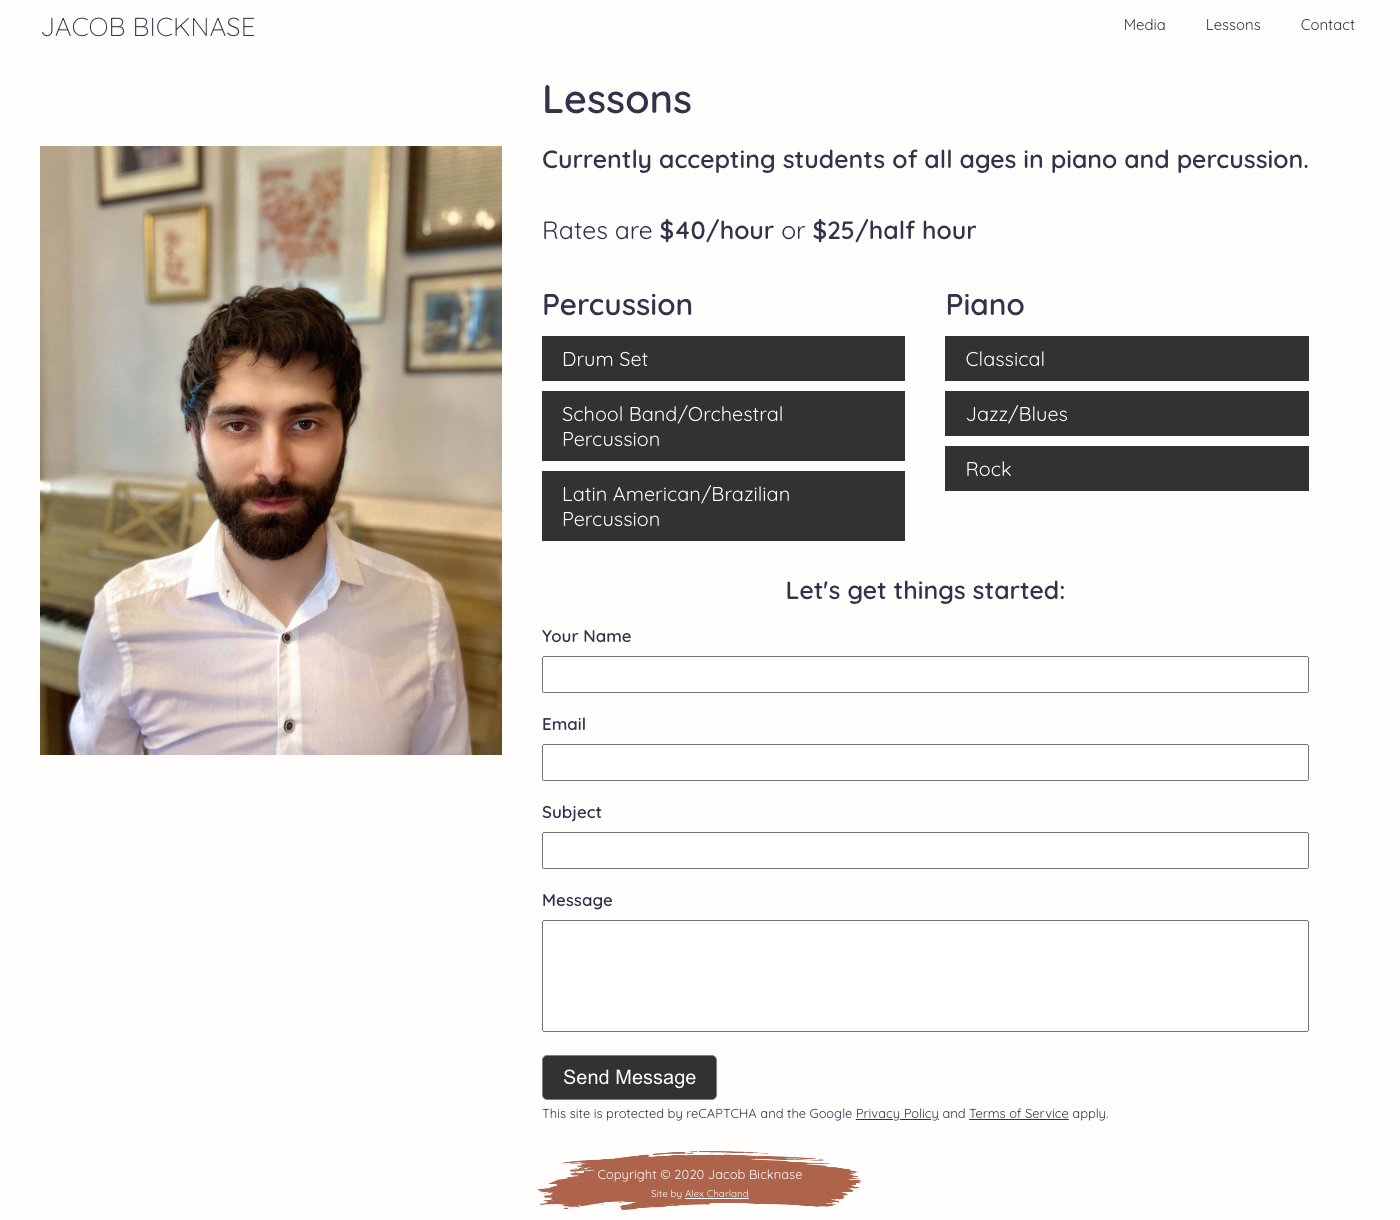 JACOB BICKNASE
Media
Lessons
Contact
Lessons
Currently accepting students of all ages in piano and percussion.
Rates are $40/hour or $25/half hour
Percussion
Drum Set
School Band/Orchestral
Percussion
Latin American/Brazilian
Percussion
Piano
Classical
Jazz/Blues
Rock
Let's get things started:
Your Name
Email
Subject
Message
Send Message
This site is protected by reCAPTCHA and the Google Privacy Policy and Terms of Service apply.
Copyright © 2020 Jacob Bicknase
Site by Alex Charland